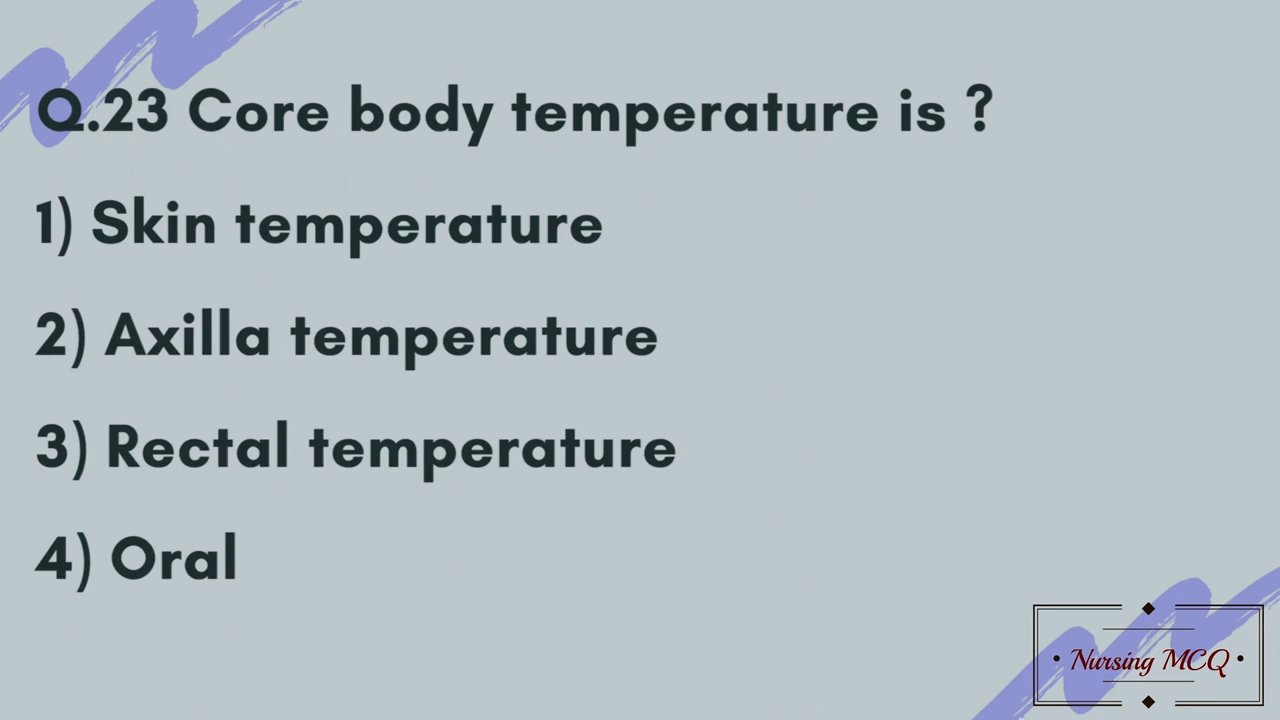 Q.23 Core body temperature is ?
1) Skin temperature
2) Axilla temperature
3) Rectal temperature
4) Oral
Nursing MCQ